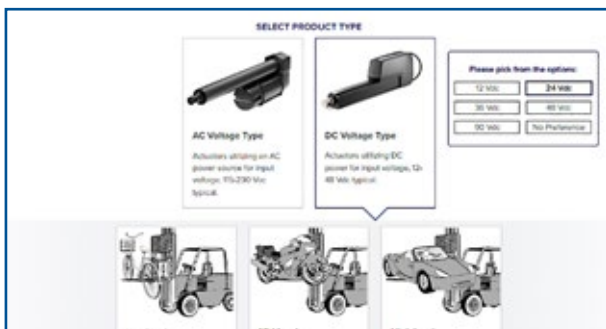 SELECT PRODUCT TYPE
AC Voltage Type
Actuators utilizing an AC
power source for input
voltage, 115-230 Vac
typical.
DC Voltage Type
Actuators utilizing DC
power for input voltage, 12-
48 Vdc typical.
Please pick from the options:
12 Vdc
24 Vdc
36 Vdc
48 Vdc
90 Vdc
No Preference